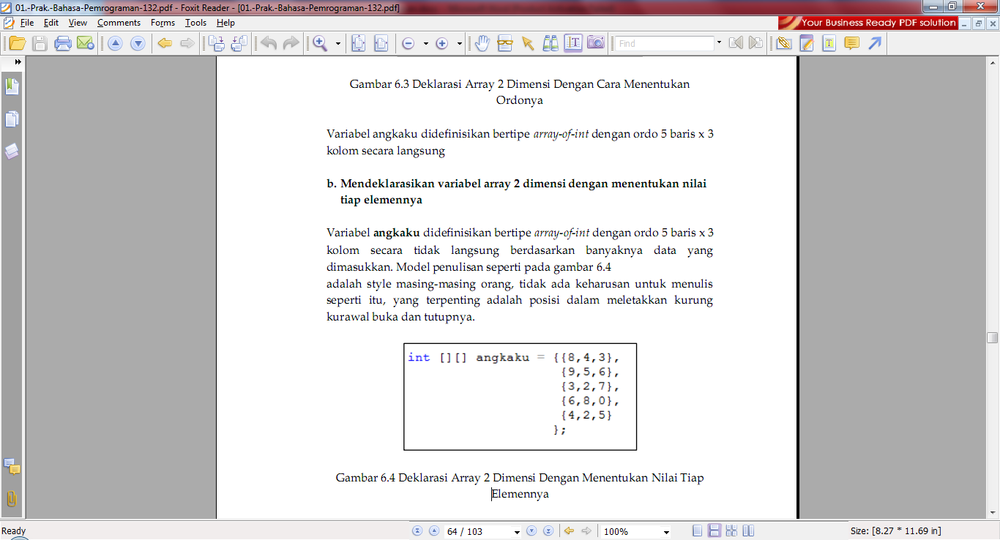 01.-Prak.-Bahasa-Pemrograman-132.pdf - Foxit Reader - [01.-Prak.-Bahasa-Pemrograman-132.pdf]
File Edit View Comments Forms Tools Help
Your Business Ready PDF solution
Find
Gambar 6.3 Deklarasi Array 2 Dimensi Dengan Cara Menentukan
Ordonya
Variabel angkaku didefinisikan bertipe array-of-int dengan ordo 5 baris x 3
kolom secara langsung
b. Mendeklarasikan variabel array 2 dimensi dengan menentukan nilai
tiap elemennya
Variabel angkaku didefinisikan bertipe array-of-int dengan ordo 5 baris x 3
kolom secara tidak langsung berdasarkan banyaknya data yang
dimasukkan. Model penulisan seperti pada gambar 6.4
adalah style masing-masing orang, tidak ada keharusan untuk menulis
seperti itu, yang terpenting adalah posisi dalam meletakkan kurung
kurawal buka dan tutupnya.
int [][] angkaku = {{8,4,3},
{9,5,6},
{3,2,7},
{6,8,0},
{4,2,5}
};
Gambar 6.4 Deklarasi Array 2 Dimensi Dengan Menentukan Nilai Tiap
Elemennya
Ready
64 / 103
100%
Size: [8.27 * 11.69 in]